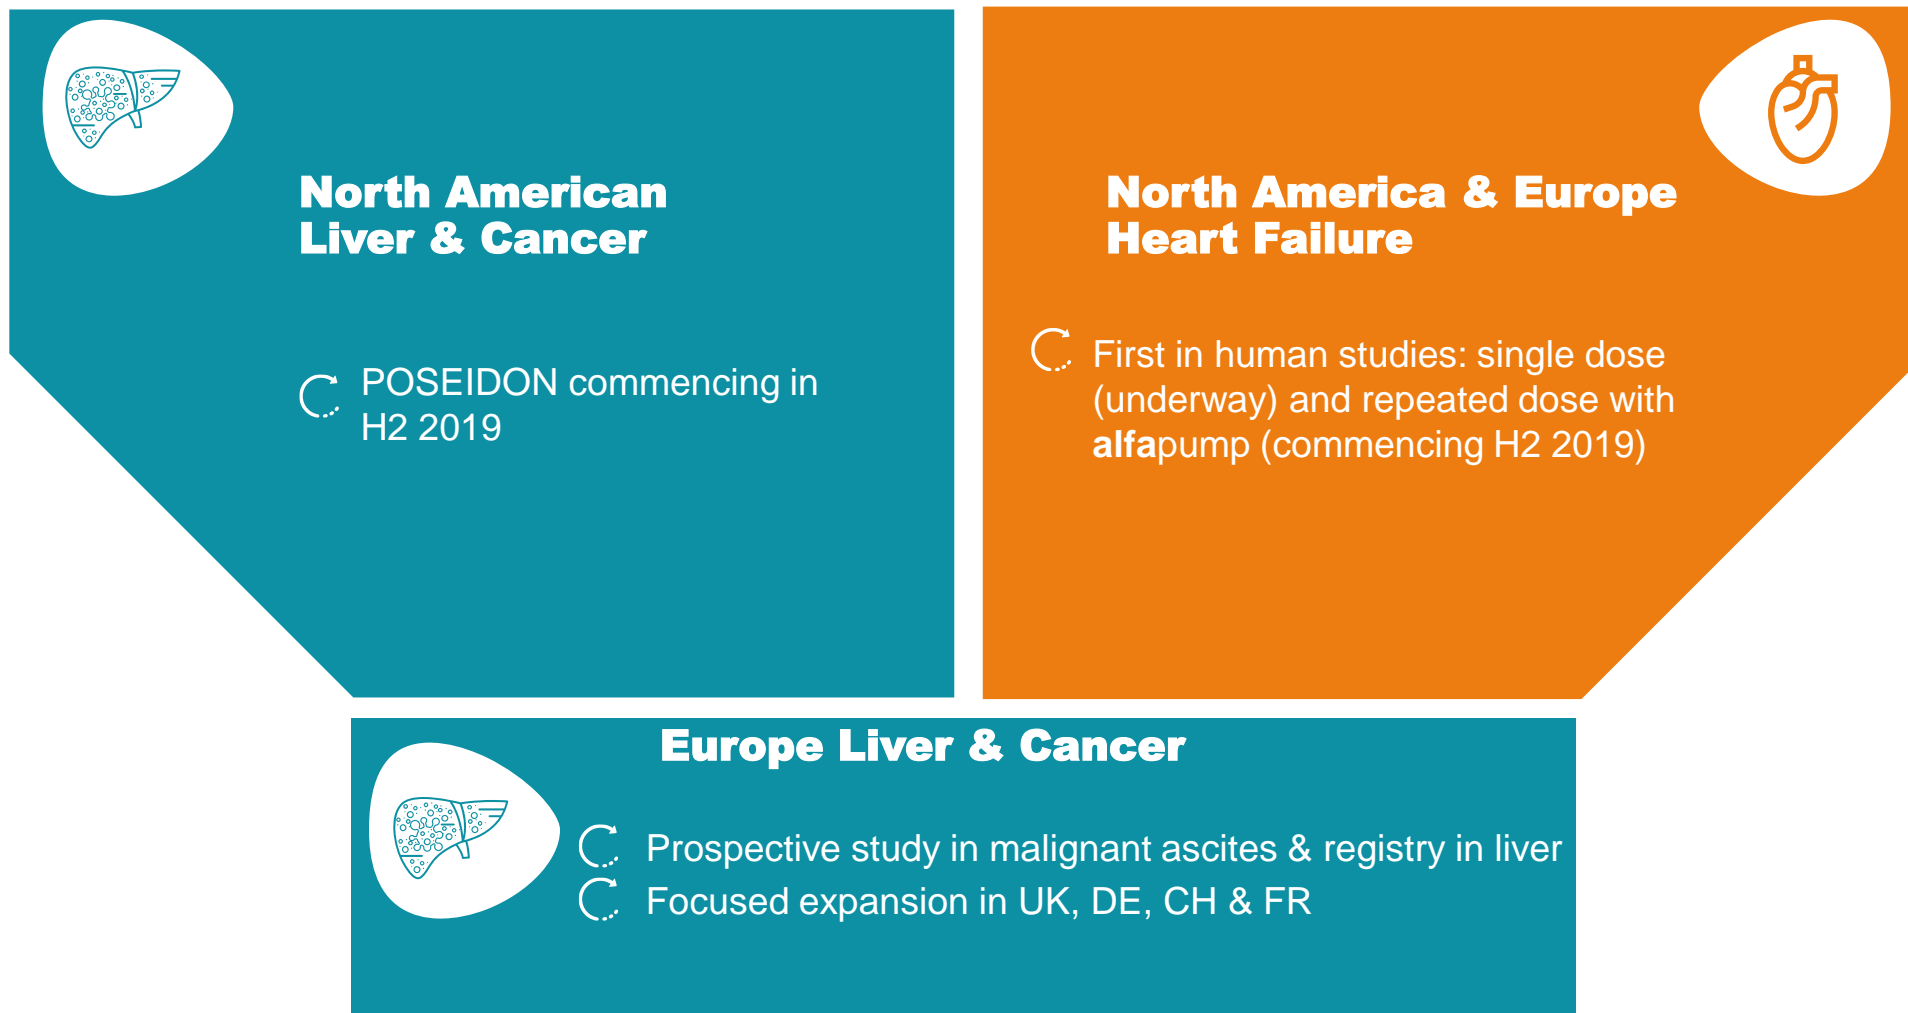 North American
Liver & Cancer
POSEIDON commencing in
H2 2019
North America & Europe
Heart Failure
First in human studies: single dose
(underway) and repeated dose with
alfapump (commencing H2 2019)
Europe Liver & Cancer
Prospective study in malignant ascites & registry in liver
Focused expansion in UK, DE, CH & FR